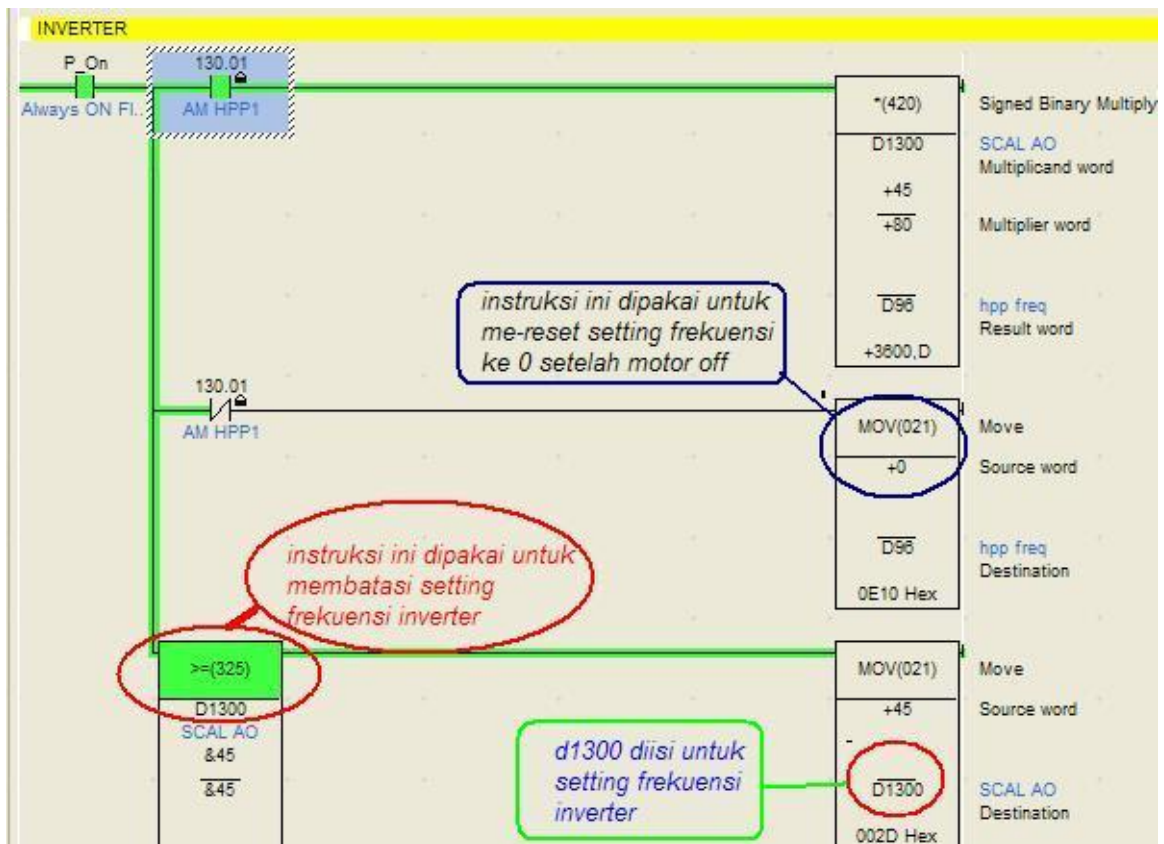 INVERTER
P_On
130.01
Always ON Fl..
AM HPP1
*(420)
Signed Binary Multiply
D1300
SCAL AO
Multiplicand word
+45
+80
Multiplier word
D96
hpp freq
Result word
+3600,D
instruksi ini dipakai untuk
me-reset setting frekuensi
ke 0 setelah motor off
130.01
AM HPP1
MOV(021)
Move
+0
Source word
D96
hpp freq
Destination
0E10 Hex
instruksi ini dipakai untuk
membatasi setting
frekuensi inverter
>=(325)
D1300
SCAL AO
&45
&45
MOV(021)
Move
+45
Source word
d1300 diisi untuk
setting frekuensi
inverter
D1300
SCAL AO
Destination
002D Hex